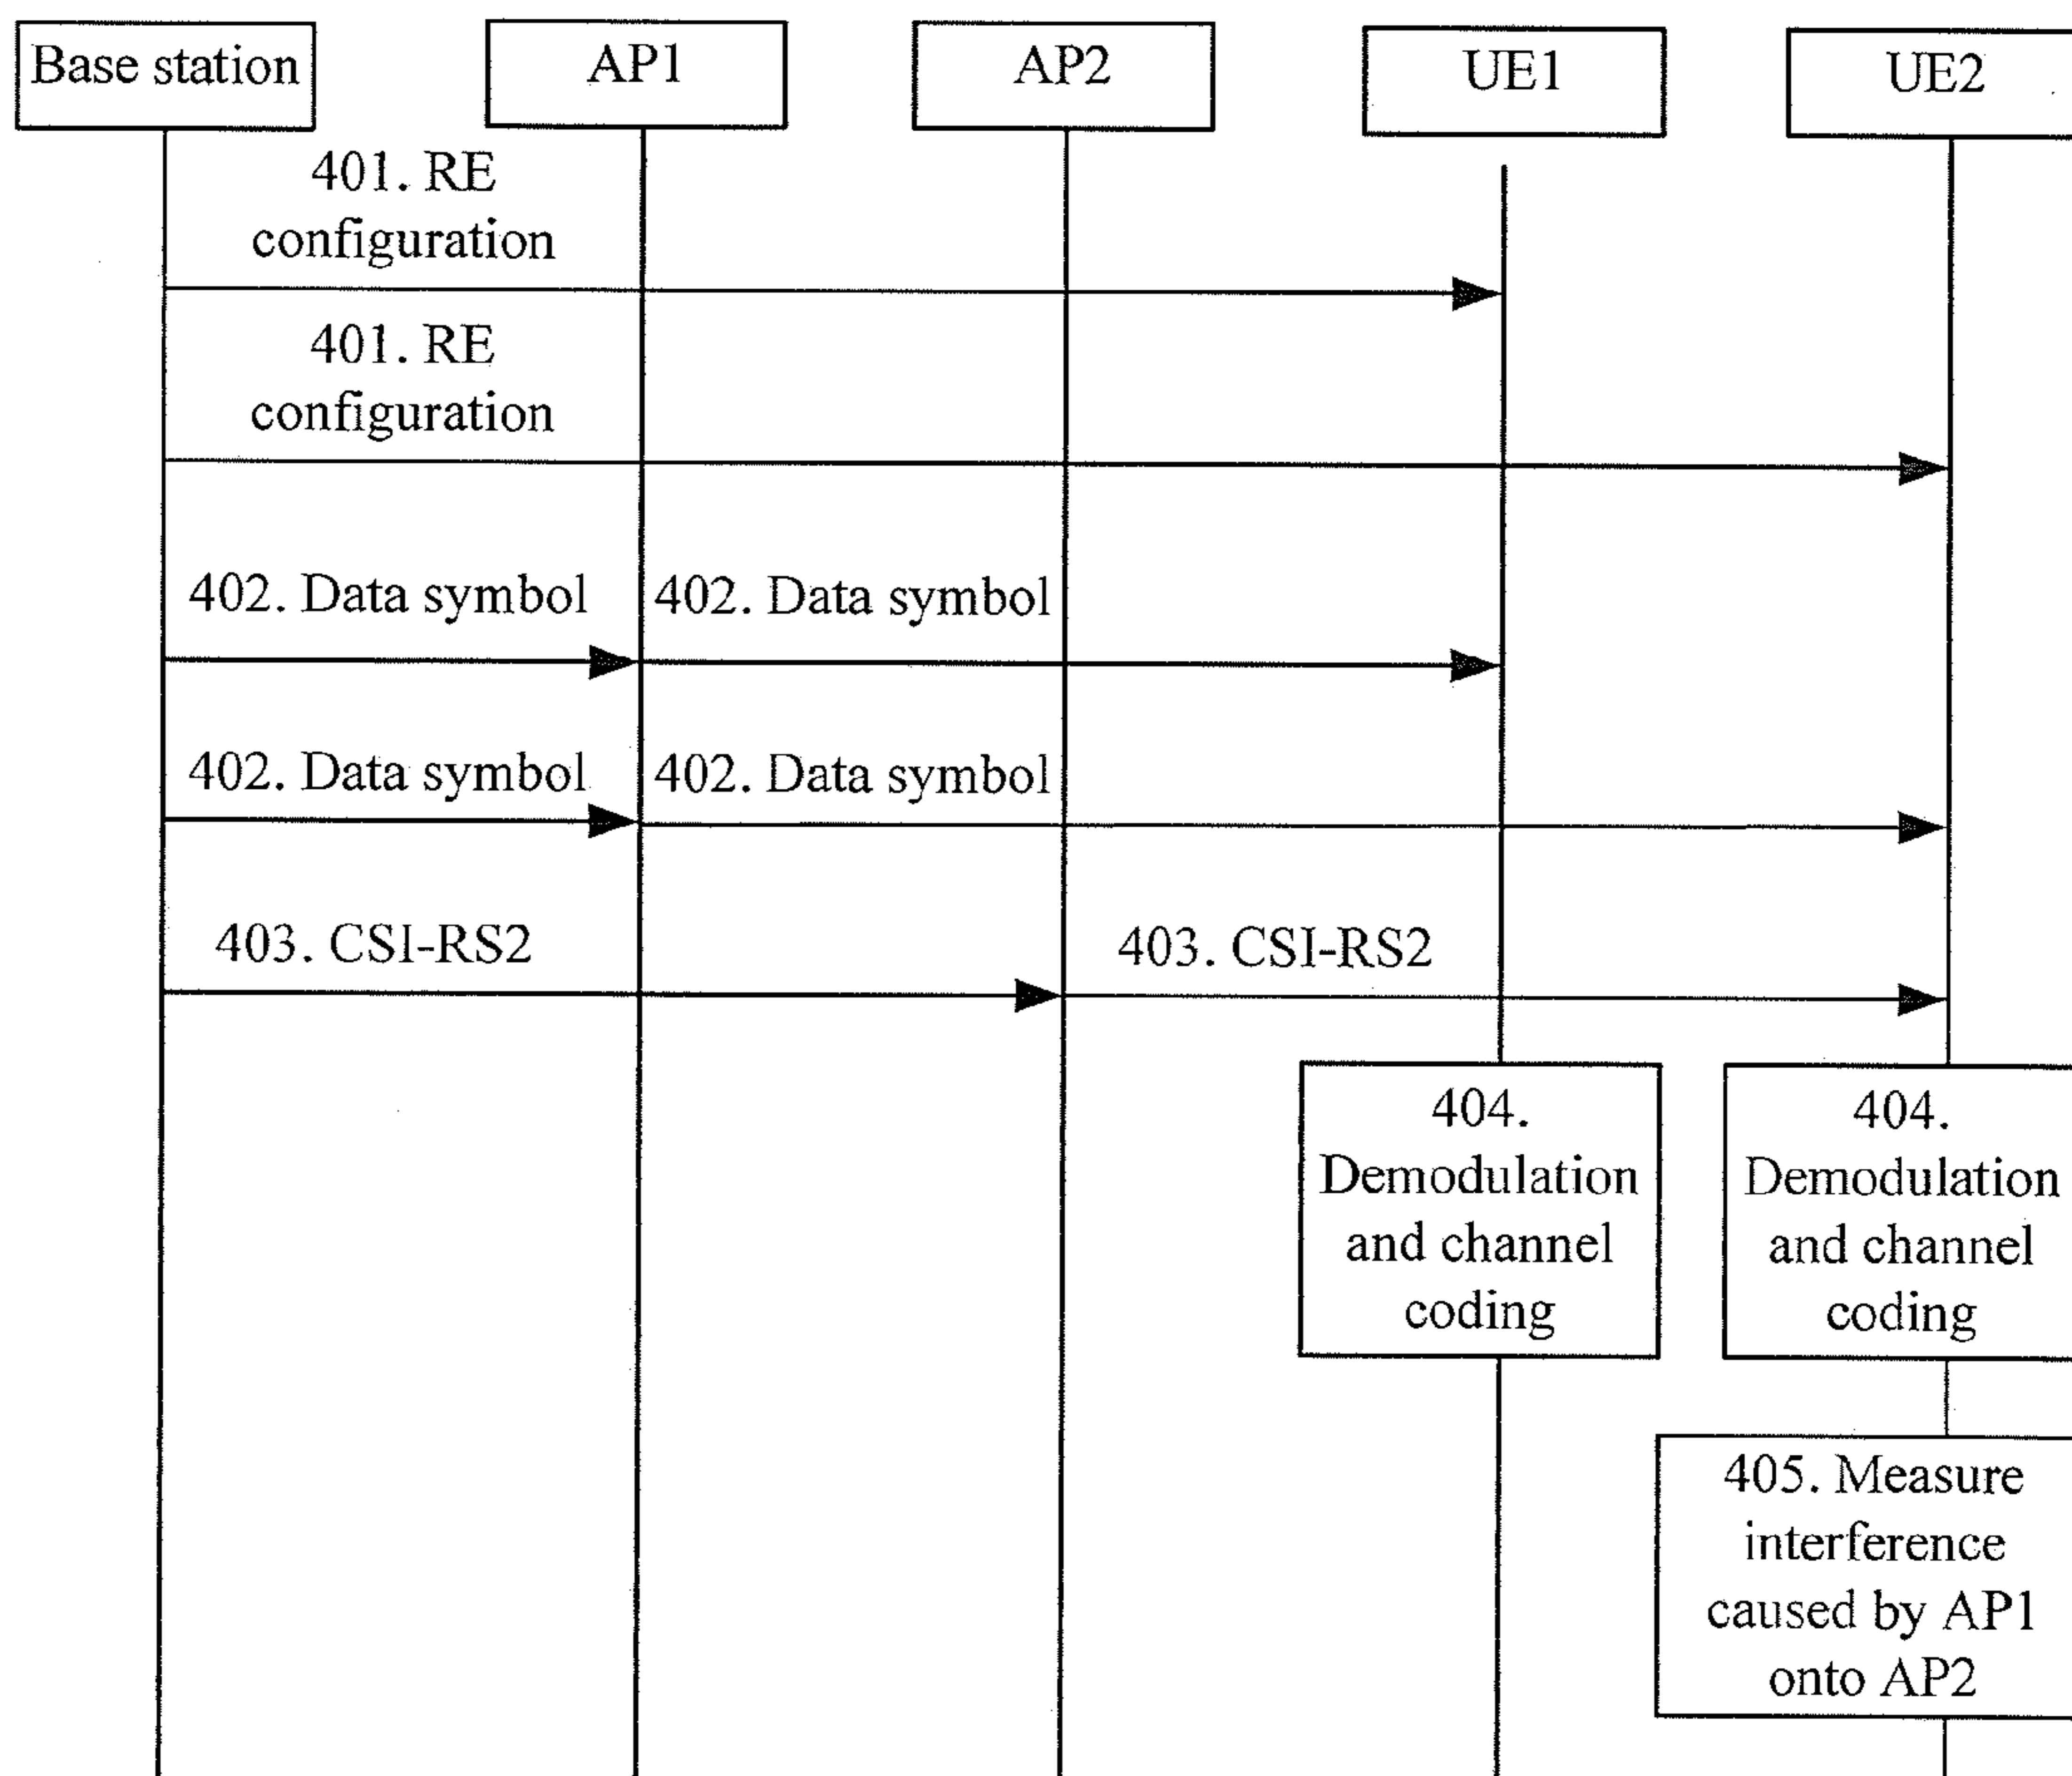 Base station
AP1
AP2
UE1
UE2
401. RE
configuration
401. RE
configuration
402. Data symbol
402. Data symbol
402. Data symbol
402. Data symbol
403. CSI-RS2
403. CSI-RS2
404.
Demodulation
and channel
coding
404.
Demodulation
and channel
coding
405. Measure
interference
caused by AP1
onto AP2